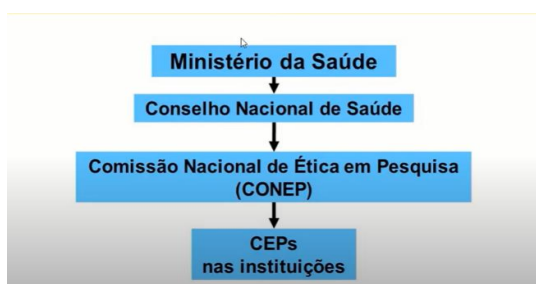 Ministério da Saúde
Conselho Nacional de Saúde
Comissão Nacional de Ética em Pesquisa
(CONEP)
CEPs
nas instituições